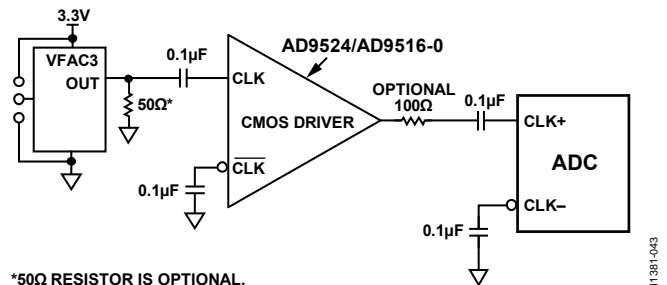 3.3V
VFAC3
OUT
50Ω*
0.1µF
AD9524/AD9516-0
CLK
CMOS DRIVER
CLK
0.1µF
OPTIONAL
100Ω
0.1µF
CLK+
ADC
CLK–
0.1µF
*50Ω RESISTOR IS OPTIONAL.
11381-043